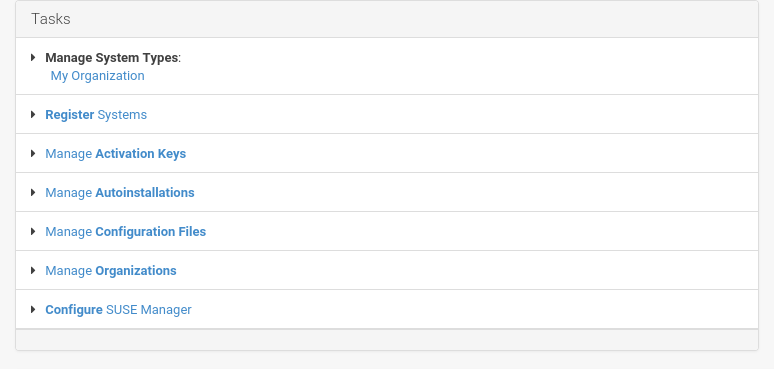 Tasks
Manage System Types:
My Organization
Register Systems
Manage Activation Keys
Manage Autoinstallations
Manage Configuration Files
Manage Organizations
Configure SUSE Manager